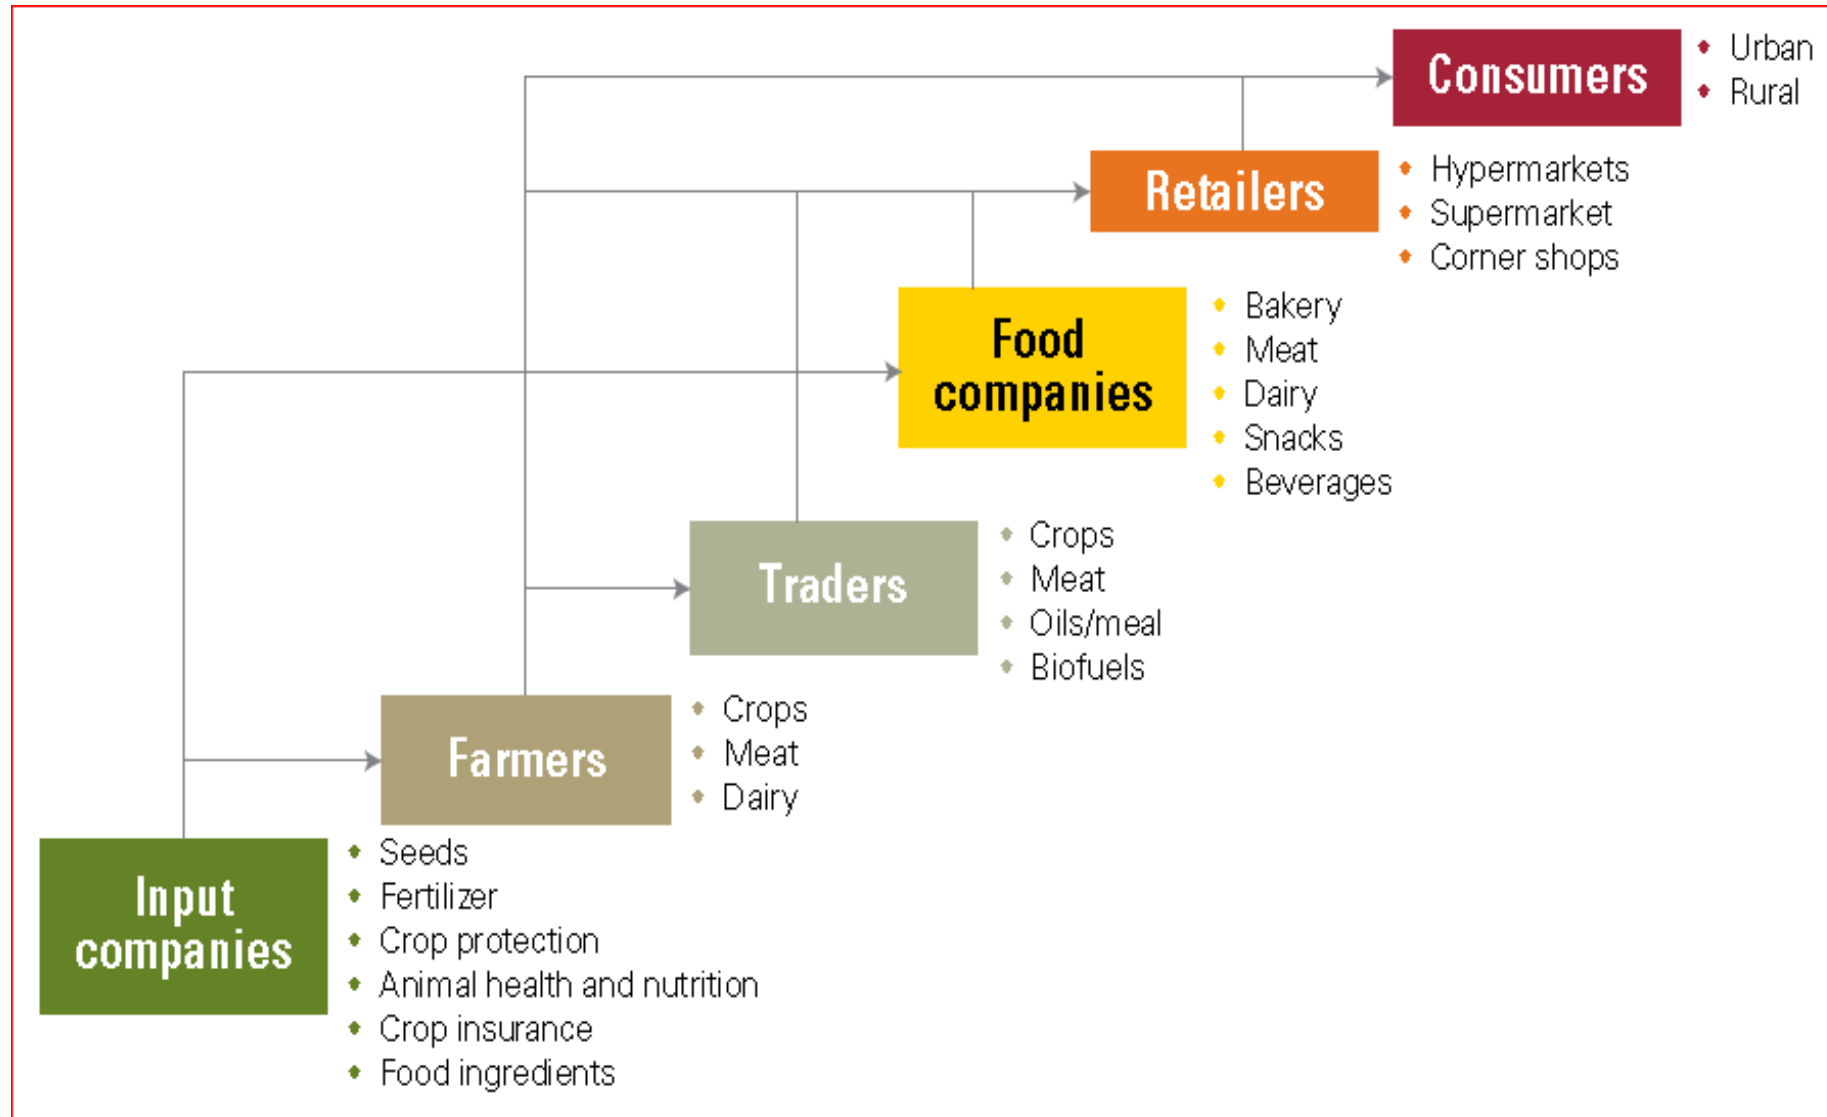 Consumers
Urban
Rural
Retailers
Hypermarkets
Supermarket
Corner shops
Food
companies
Bakery
Meat
Dairy
Snacks
Beverages
Traders
Crops
Meat
Oils/meal
Biofuels
Farmers
Crops
Meat
Dairy
Input
companies
Seeds
Fertilizer
Crop protection
Animal health and nutrition
Crop insurance
Food ingredients